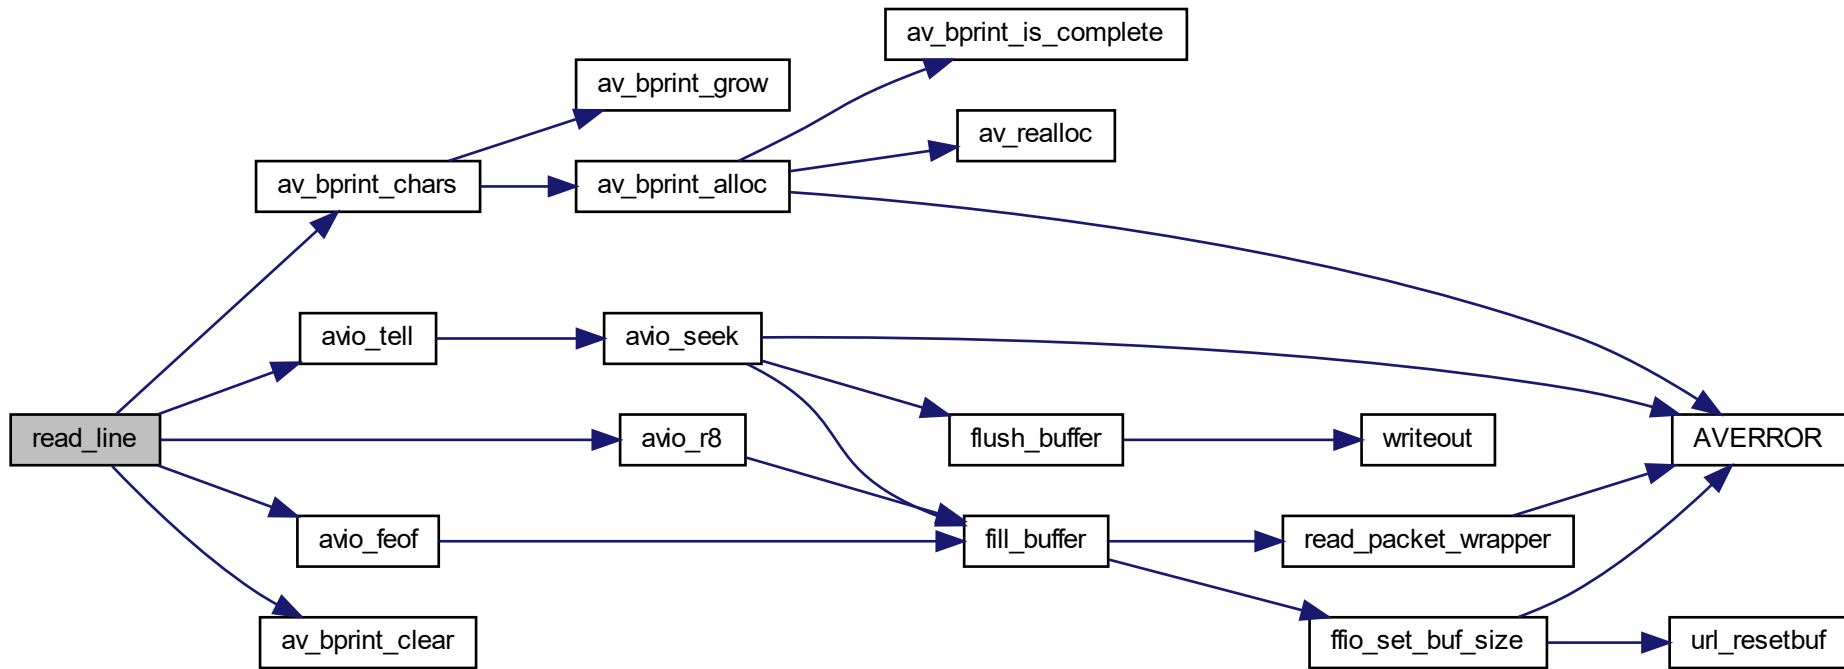 av_bprint_is_complete
av_bprint_grow
av_realloc
av_bprint_chars
av_bprint_alloc
avio_tell
avio_seek
read_line
avio_r8
flush_buffer
writeout
AVERROR
avio_feof
fill_buffer
read_packet_wrapper
av_bprint_clear
ffio_set_buf_size
url_resetbuf